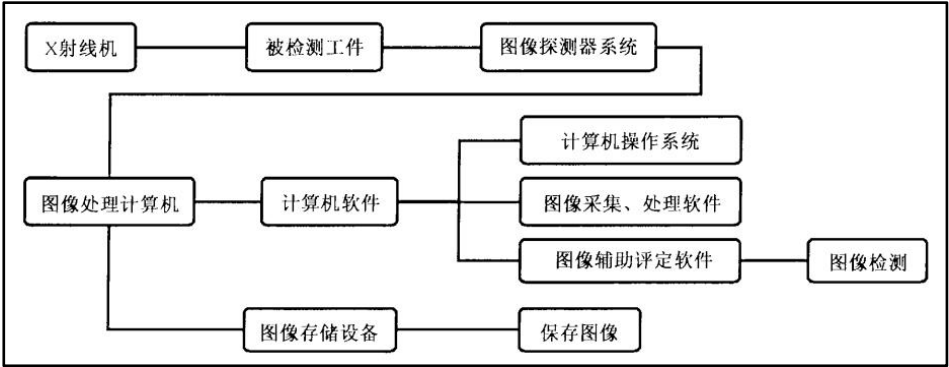 X射线机
被检测工件
图像探测器系统
计算机操作系统
图像处理计算机
计算机软件
图像采集、处理软件
图像辅助评定软件
图像检测
图像存储设备
保存图像